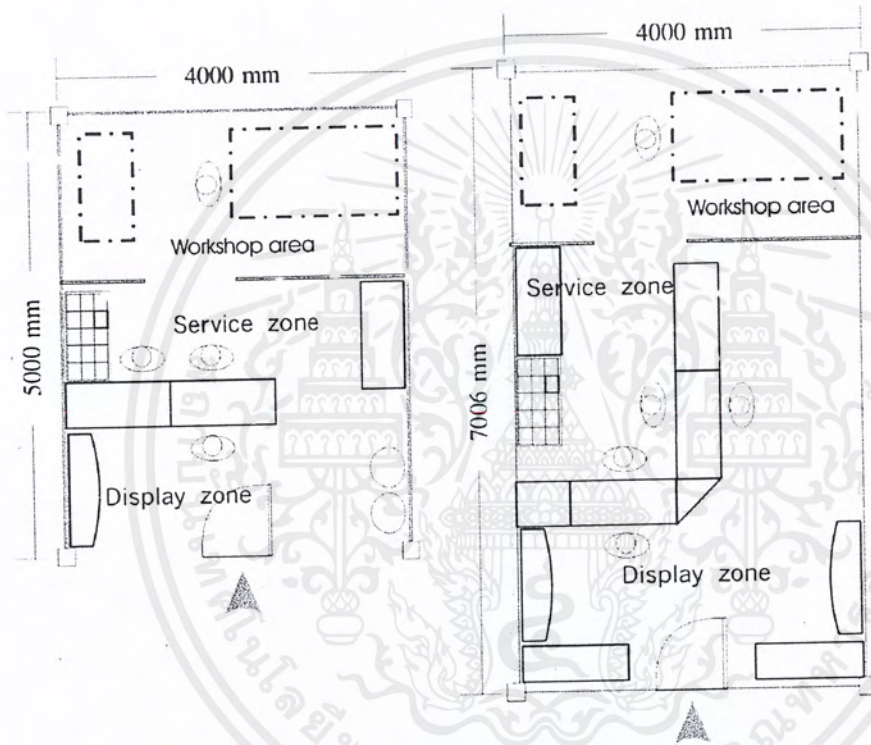 4000 mm
5000 mm
Workshop area
Service zone
Display zone
4000 mm
7006 mm
Workshop area
Service zone
Display zone